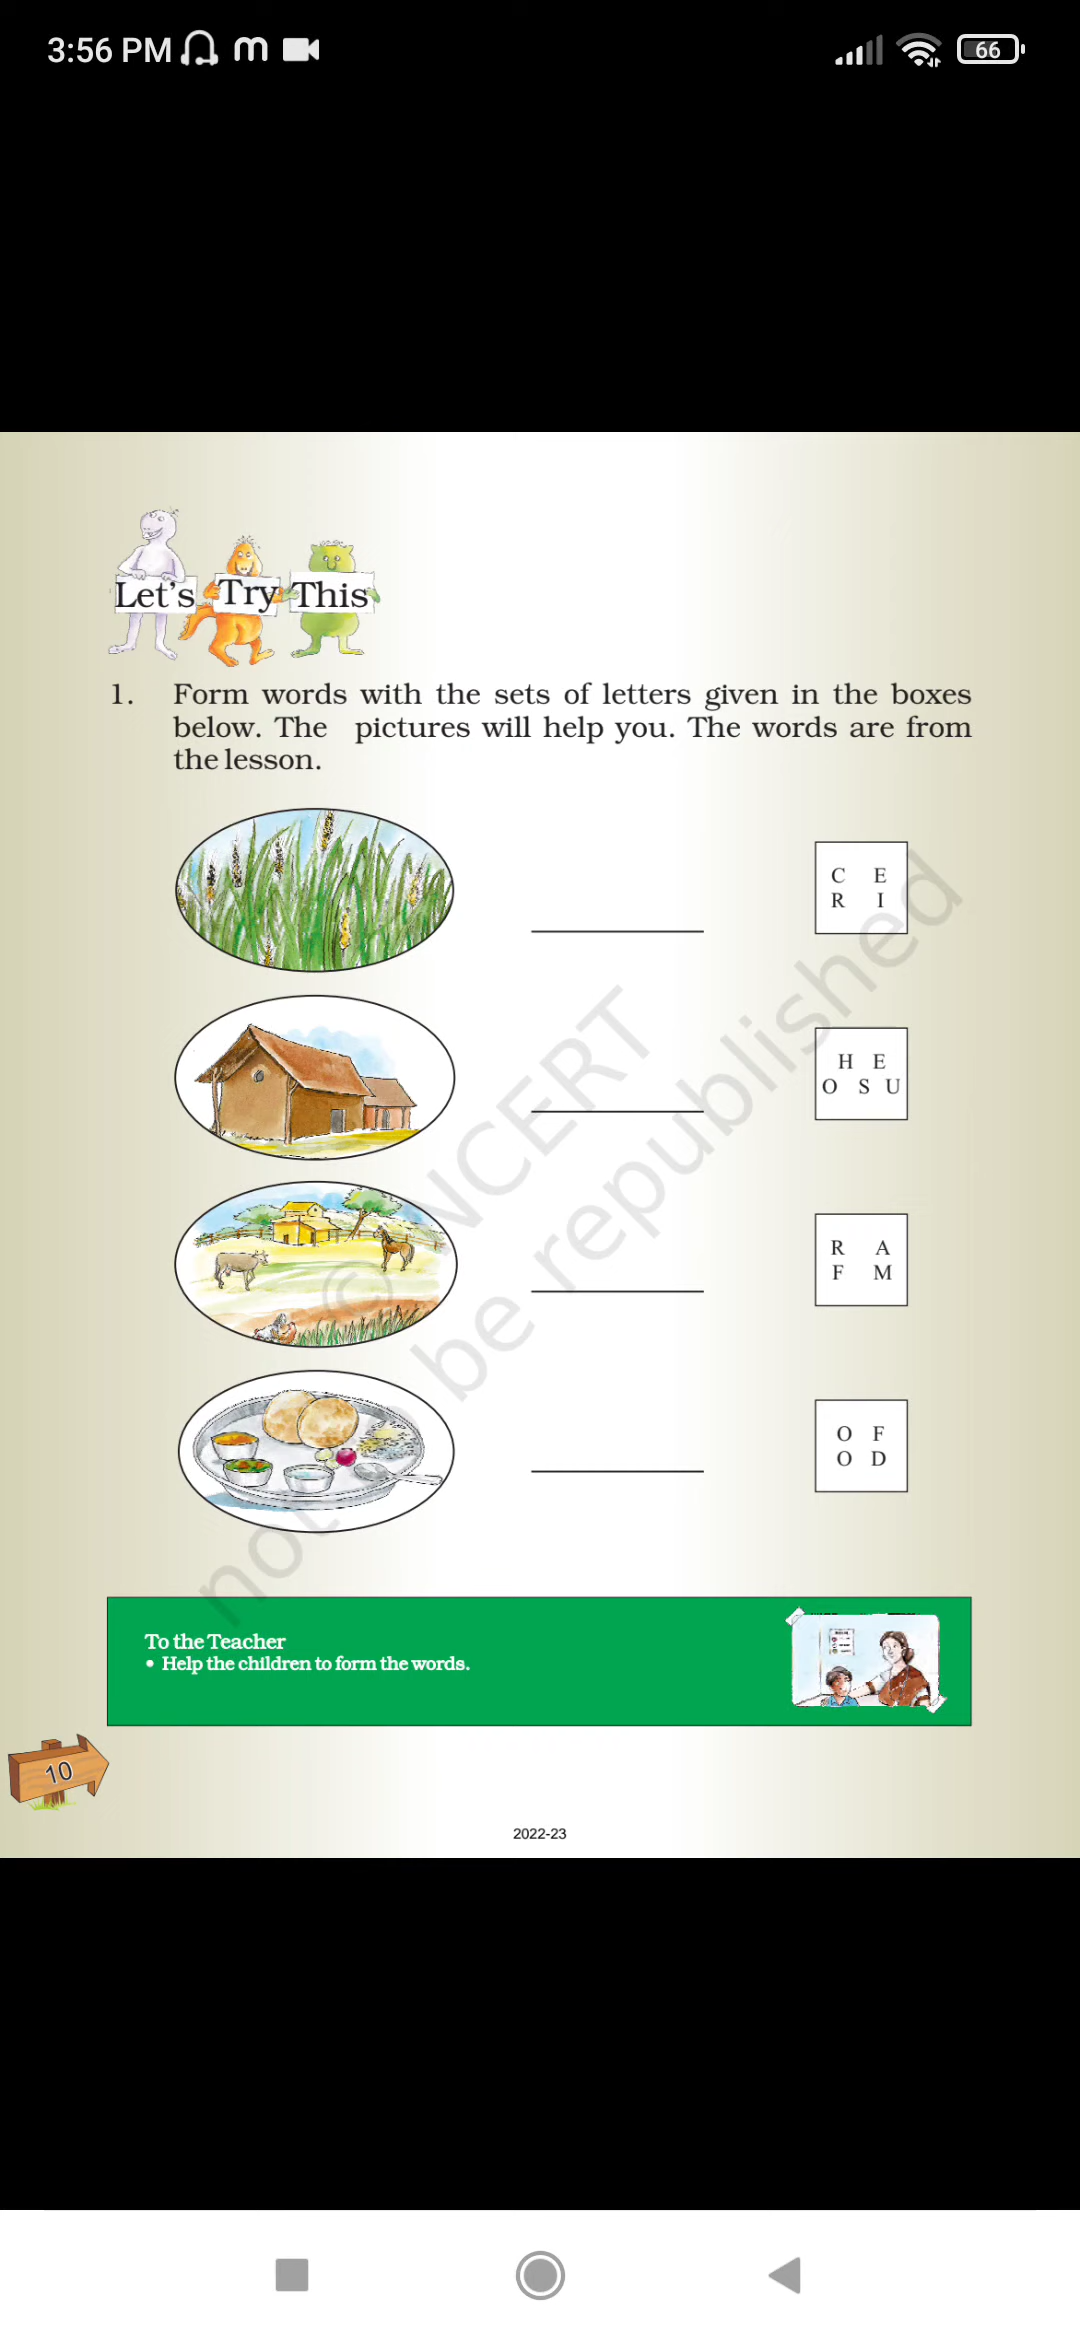 3:56 PM m 66
Let's Try This
1. Form words with the sets of letters given in the boxes
below. The pictures will help you. The words are from
the lesson.
C E
R I
H E
O S U
R A
F M
O F
O D
© NCERT
not be republished
To the Teacher
• Help the children to form the words.
10
2022-23